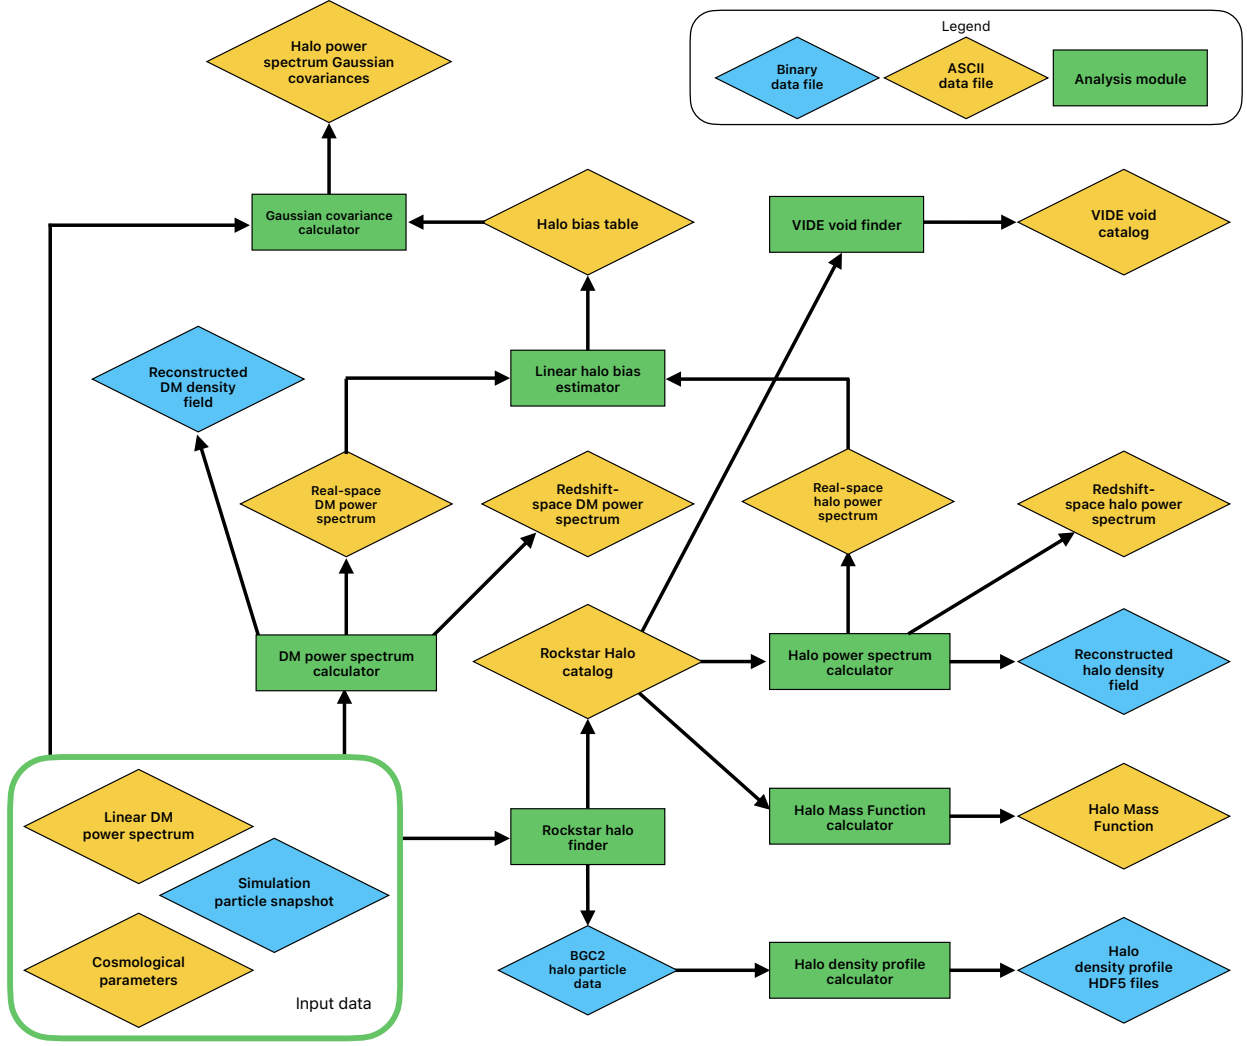 Halo power
spectrum Gaussian
covariances
Legend
Binary
data file
ASCII
data file
Analysis module
Gaussian covariance
calculator
Halo bias table
VIDE void finder
VIDE void
catalog
Reconstructed
DM density
field
Linear halo bias
estimator
Real-space
DM power
spectrum
Redshift-
space DM power
spectrum
Real-space
halo power
spectrum
Redshift-
space halo power
spectrum
DM power spectrum
calculator
Rockstar Halo
catalog
Halo power spectrum
calculator
Reconstructed
halo density
field
Linear DM
power spectrum
Simulation
particle snapshot
Cosmological
parameters
Input data
Rockstar halo
finder
Halo Mass Function
calculator
Halo Mass
Function
BGC2
halo particle
data
Halo density profile
calculator
Halo
density profile
HDF5 files